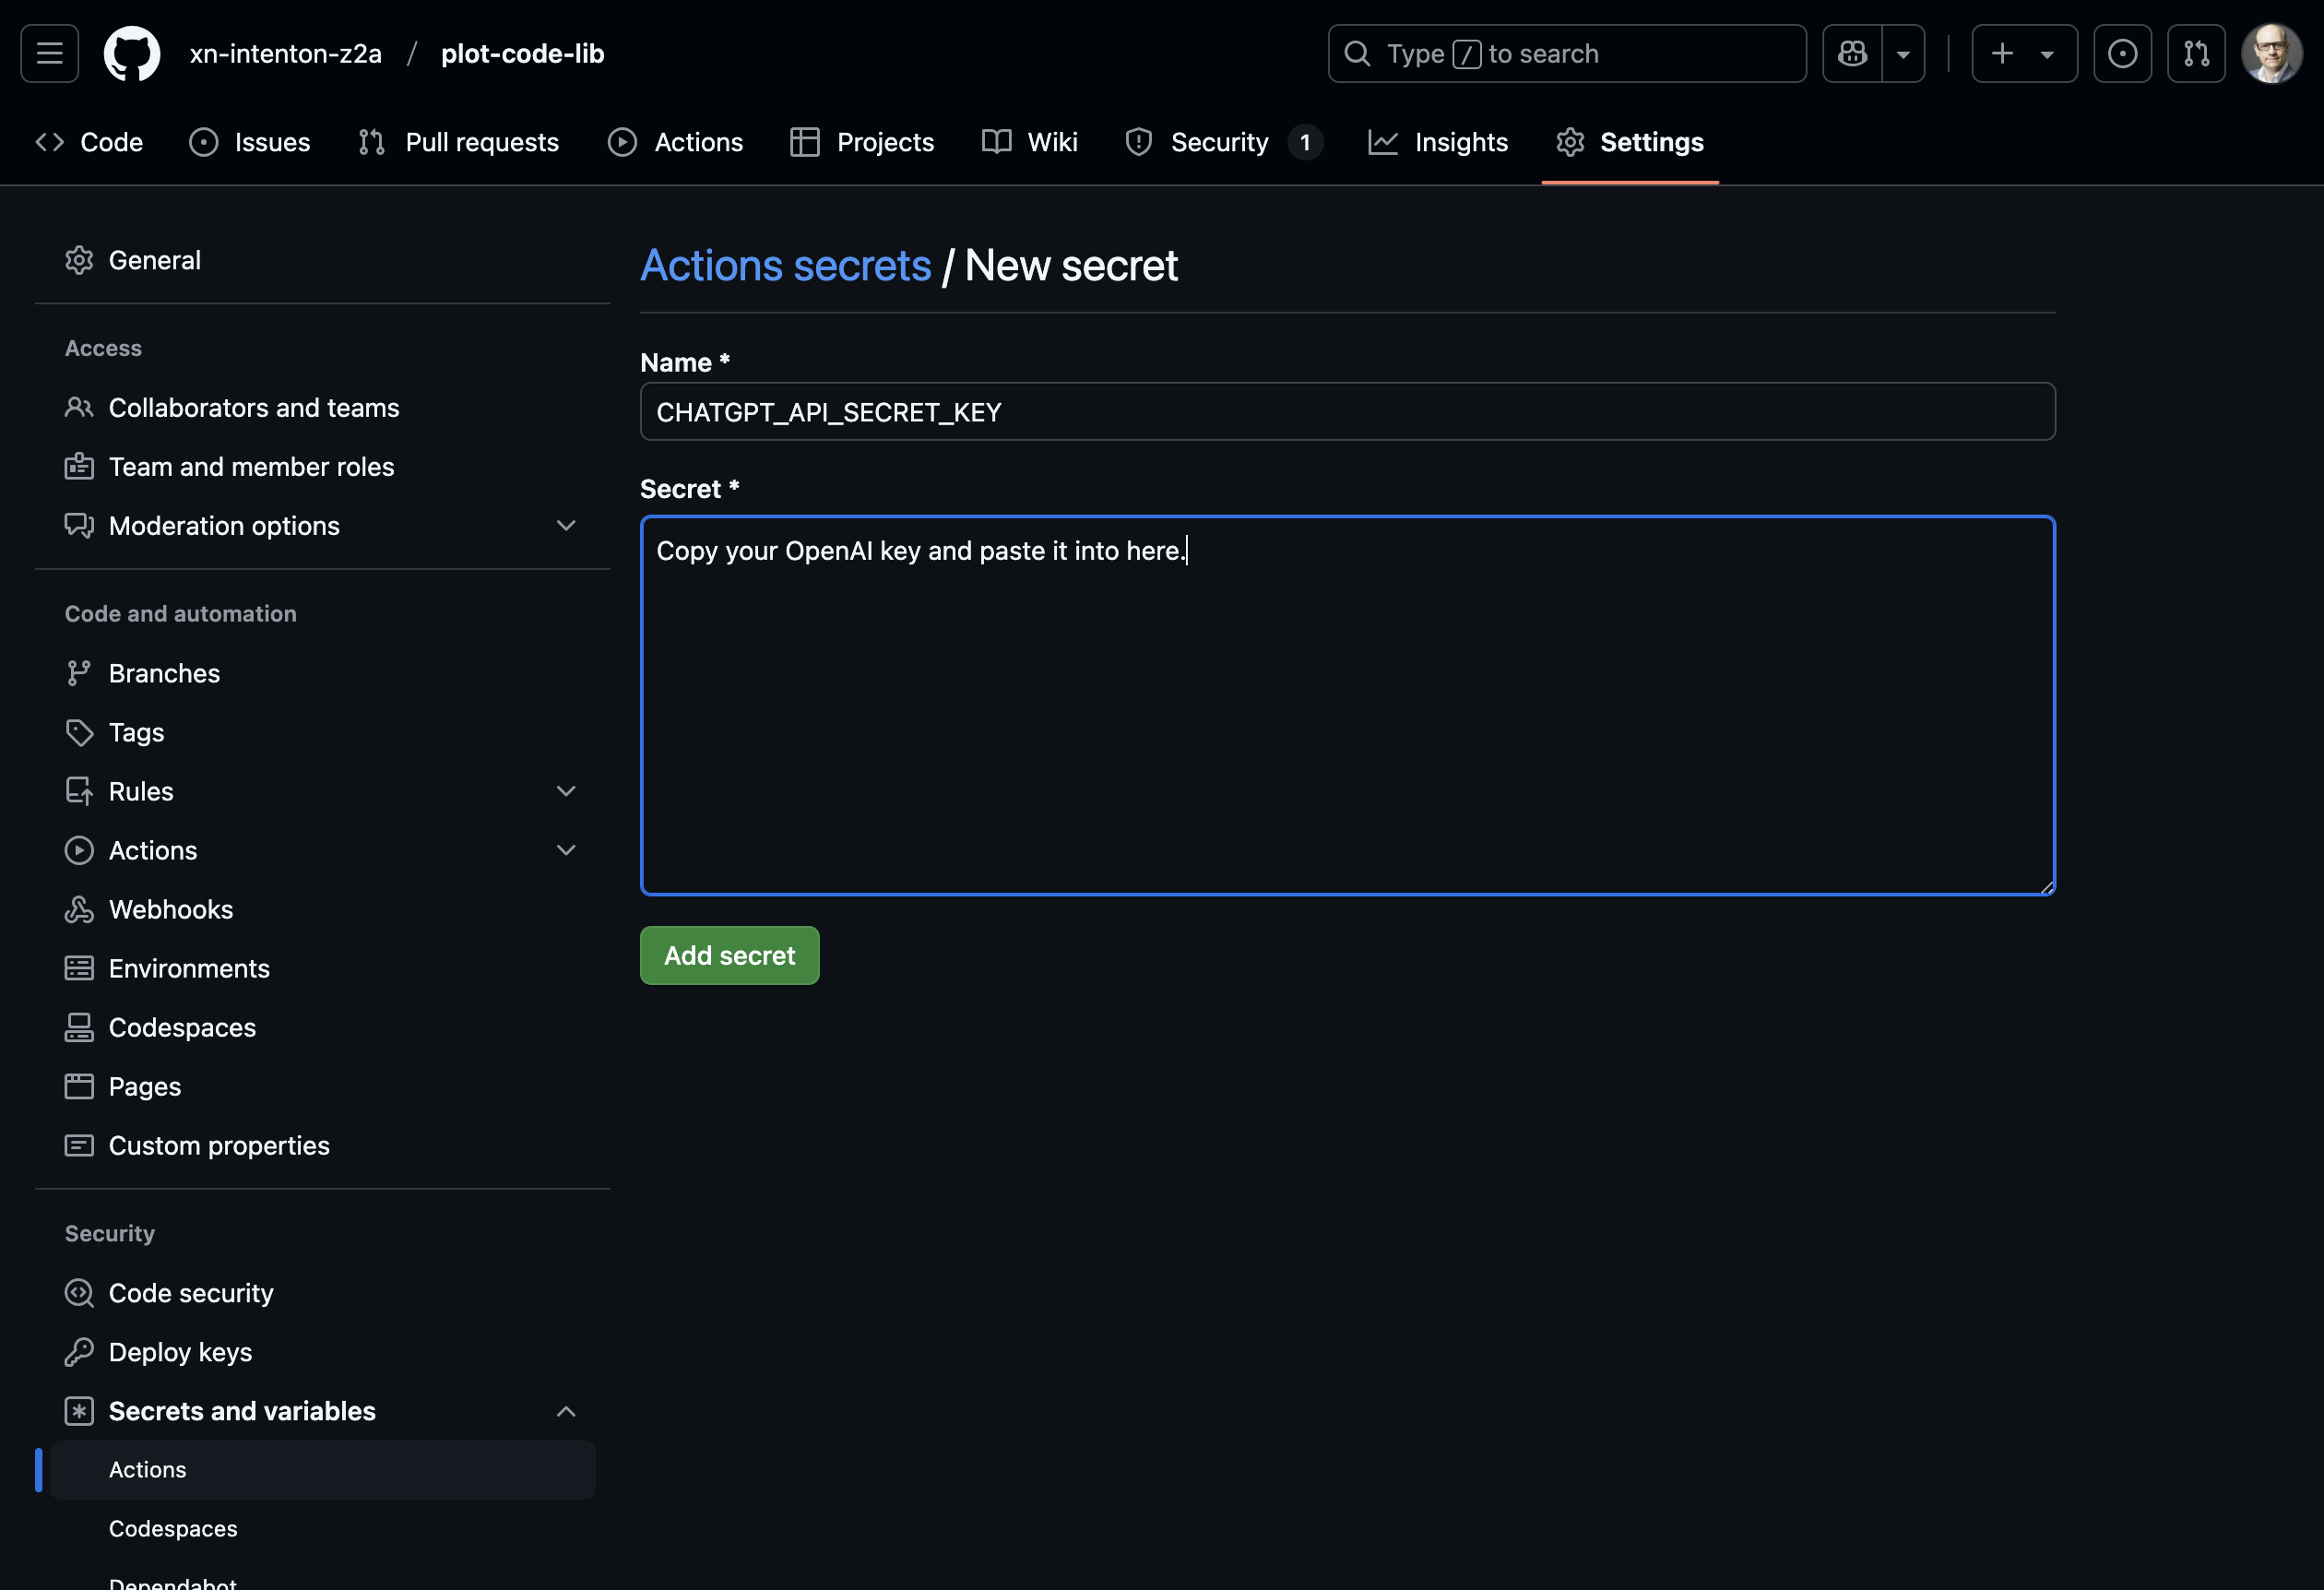 xn-intenton-z2a / plot-code-lib
Type / to search
Code Issues Pull requests Actions Projects Wiki Security 1 Insights Settings
General
Access
Collaborators and teams
Team and member roles
Moderation options
Code and automation
Branches
Tags
Rules
Actions
Webhooks
Environments
Codespaces
Pages
Custom properties
Security
Code security
Deploy keys
Secrets and variables
Actions
Codespaces
Dependabot
Actions secrets / New secret
Name *
CHATGPT_API_SECRET_KEY
Secret *
Copy your OpenAI key and paste it into here.
Add secret